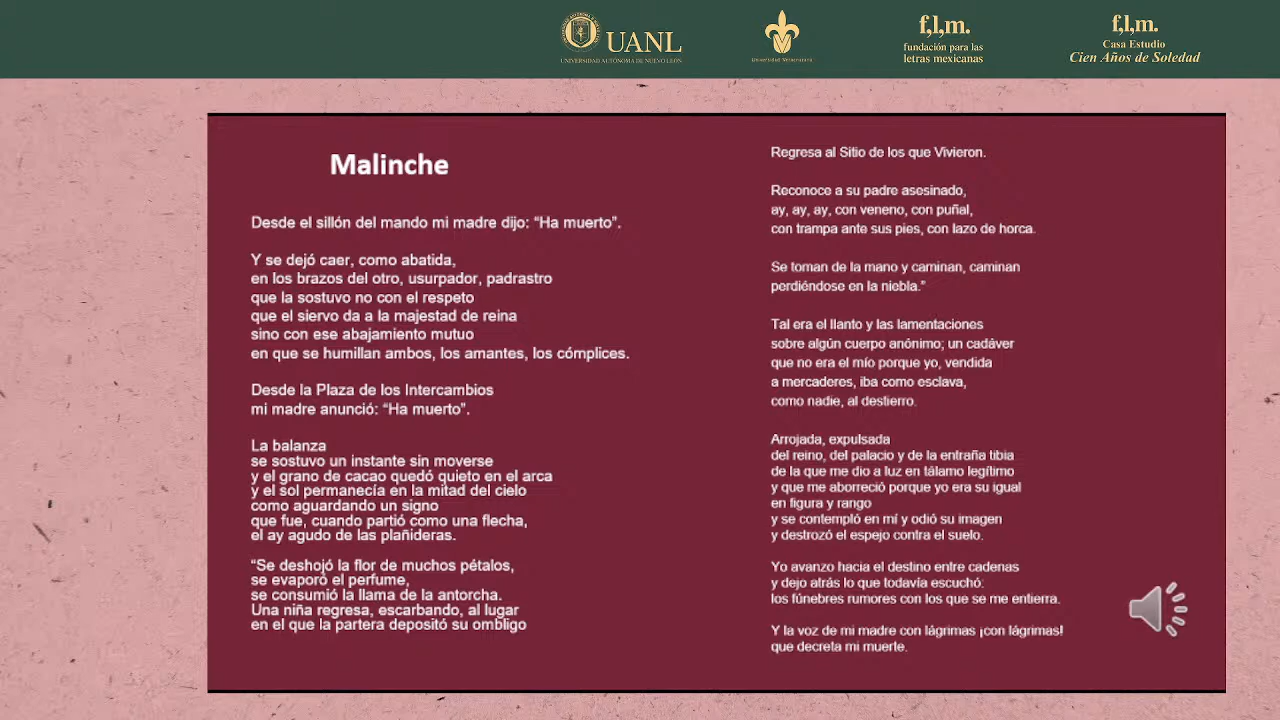 UANL
UNIVERSIDAD AUTÓNOMA DE NUEVO LEÓN
Universidad Veracruzana
f,l,m.
fundación para las
letras mexicanas
f,l,m.
Casa Estudio
Cien Años de Soledad
Malinche
Desde el sillón del mando mi madre dijo: “Ha muerto”.
Y se dejó caer, como abatida,
en los brazos del otro, usurpador, padrastro
que la sostuvo no con el respeto
que el siervo da a la majestad de reina
sino con ese abajamiento mutuo
en que se humillan ambos, los amantes, los cómplices.
Desde la Plaza de los Intercambios
mi madre anunció: “Ha muerto”.
La balanza
se sostuvo un instante sin moverse
y el grano de cacao quedó quieto en el arca
y el sol permanecía en la mitad del cielo
como aguardando un signo
que fue, cuando partió como una flecha,
el ay agudo de las plañideras.
“Se deshojó la flor de muchos pétalos,
se evaporó el perfume,
se consumió la llama de la antorcha.
Una niña regresa, escarbando, al lugar
en el que la partera depositó su ombligo
Regresa al Sitio de los que Vivieron.
Reconoce a su padre asesinado,
ay, ay, ay, con veneno, con puñal,
con trampa ante sus pies, con lazo de horca.
Se toman de la mano y caminan, caminan
perdiéndose en la niebla.”
Tal era el llanto y las lamentaciones
sobre algún cuerpo anónimo; un cadáver
que no era el mío porque yo, vendida
a mercaderes, iba como esclava,
como nadie, al destierro.
Arrojada, expulsada
del reino, del palacio y de la entraña tibia
de la que me dio a luz en tálamo legítimo
y que me aborreció porque yo era su igual
en figura y rango
y se contempló en mí y odió su imagen
y destrozó el espejo contra el suelo.
Yo avanzo hacia el destino entre cadenas
y dejo atrás lo que todavía escuchó:
los fúnebres rumores con los que se me entierra.
Y la voz de mi madre con lágrimas ¡con lágrimas!
que decreta mi muerte.